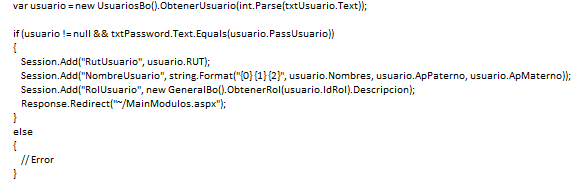 var usuario = new UsuariosBo().ObtenerUsuario(int.Parse(txtUsuario.Text));
if (usuario != null && txtPassword.Text.Equals(usuario.PassUsuario))
{
Session.Add("RutUsuario", usuario.RUT);
Session.Add("NombreUsuario", string.Format("{0} {1} {2}", usuario.Nombres, usuario.ApPaterno, usuario.ApMaterno));
Session.Add("RolUsuario", new GeneralBo().ObtenerRol(usuario.IdRol).Descripcion);
Response.Redirect("~/MainModulos.aspx");
}
else
{
// Error
}